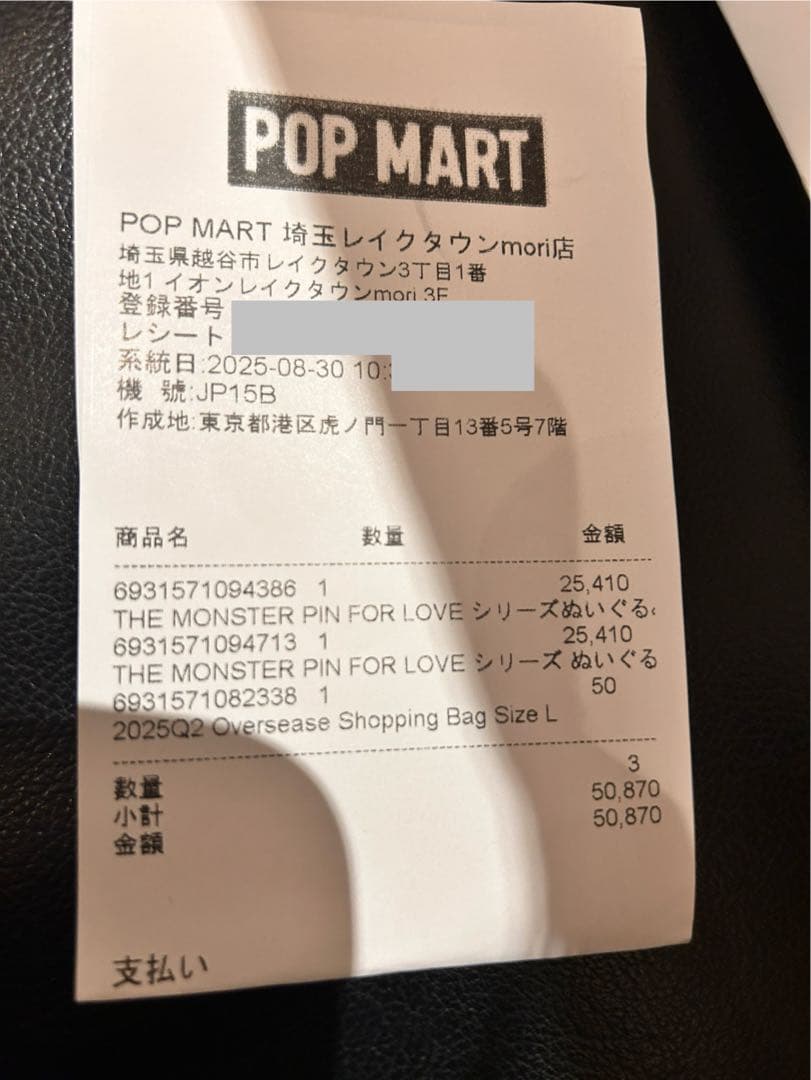 POP MART
POP MART 埼玉レイクタウンmori店
埼玉県越谷市レイクタウン3丁目1番
地1 イオンレイクタウンmori 3F
登録番号
レシート
系統日:2025-08-30 10:
機 號:JP15B
作成地:東京都港区虎ノ門一丁目13番5号7階
商品名 数量 金額
6931571094386 1 25,410
THE MONSTER PIN FOR LOVE シリーズぬいぐる
6931571094713 1 25,410
THE MONSTER PIN FOR LOVE シリーズ ぬいぐる
6931571082338 1 50
2025Q2 Oversease Shopping Bag Size L
数量 3
小計 50,870
金額 50,870
支払い